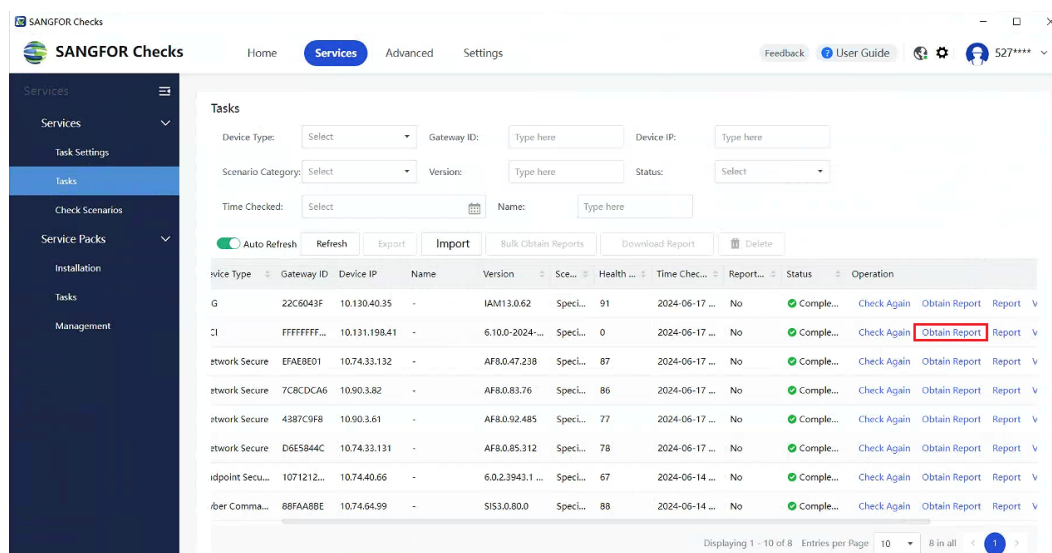 SANGFOR Checks
SANGFOR Checks Home Services Advanced Settings Feedback ? User Guide 527****
Services
Services
Task Settings
Tasks
Check Scenarios
Service Packs
Installation
Tasks
Management
Tasks
Device Type: Select Gateway ID: Type here Device IP: Type here
Scenario Category: Select Version: Type here Status: Select
Time Checked: Select Name: Type here
Auto Refresh Refresh Export Import Bulk Obtain Reports Download Report Delete
evice Type Gateway ID Device IP Name Version Sce... Health ... Time Chec... Report... Status Operation
G 22C6043F 10.130.40.35 - IAM13.0.62 Speci... 91 2024-06-17 ... No Comple... Check Again Obtain Report Report V
CI FFFFFFF... 10.131.198.41 - 6.10.0-2024-... Speci... 0 2024-06-17 ... No Comple... Check Again Obtain Report Report V
etwork Secure EFAE8E01 10.74.33.132 - AF8.0.47.238 Speci... 87 2024-06-17 ... No Comple... Check Again Obtain Report Report V
etwork Secure 7C8CDCA6 10.90.3.82 - AF8.0.83.76 Speci... 86 2024-06-17 ... No Comple... Check Again Obtain Report Report V
etwork Secure 4387C9F8 10.90.3.61 - AF8.0.92.485 Speci... 77 2024-06-17 ... No Comple... Check Again Obtain Report Report V
etwork Secure D6E5844C 10.74.33.131 - AF8.0.85.312 Speci... 78 2024-06-17 ... No Comple... Check Again Obtain Report Report V
ndpoint Secu... 1071212... 10.74.40.66 - 6.0.2.3943.1 ... Speci... 67 2024-06-14 ... No Comple... Check Again Obtain Report Report V
yber Comma... 88FAA8BE 10.74.64.99 - SIS3.0.80.0 Speci... 88 2024-06-14 ... No Comple... Check Again Obtain Report Report V
Displaying 1 - 10 of 8 Entries per Page 10 8 in all < 1 >